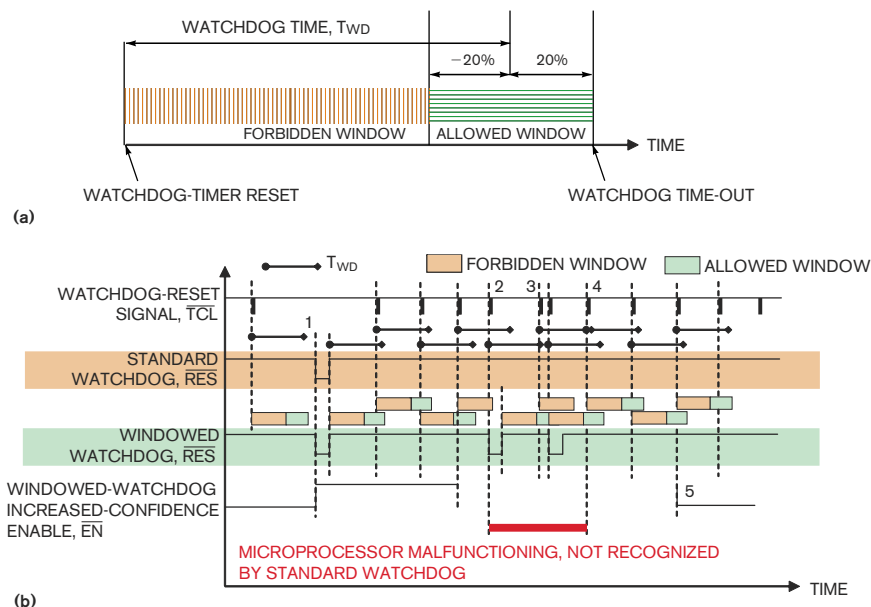 WATCHDOG TIME, TWD
−20%
20%
FORBIDDEN WINDOW
ALLOWED WINDOW
TIME
WATCHDOG-TIMER RESET
WATCHDOG TIME-OUT
(a)
TWD
FORBIDDEN WINDOW
ALLOWED WINDOW
WATCHDOG-RESET
SIGNAL, TCL
1
2
3
4
STANDARD
WATCHDOG, RES
WINDOWED
WATCHDOG, RES
WINDOWED-WATCHDOG
INCREASED-CONFIDENCE
ENABLE, EN
5
MICROPROCESSOR MALFUNCTIONING, NOT RECOGNIZED
BY STANDARD WATCHDOG
TIME
(b)